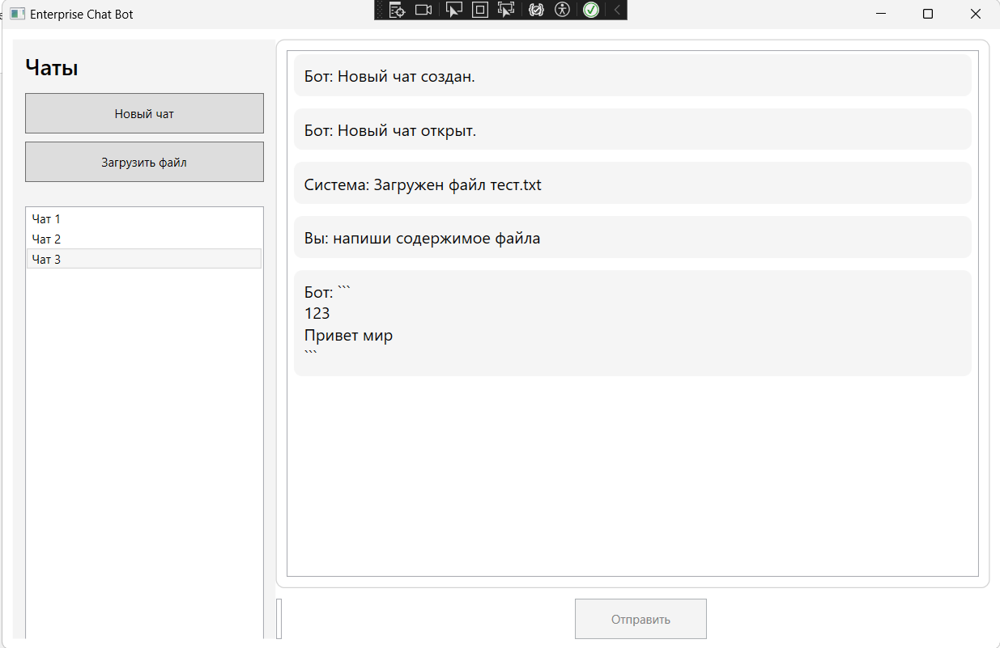 Enterprise Chat Bot
Чаты
Новый чат
Загрузить файл
Чат 1
Чат 2
Чат 3
Бот: Новый чат создан.
Бот: Новый чат открыт.
Система: Загружен файл тест.txt
Вы: напиши содержимое файла
Бот: ```
123
Привет мир
```
Отправить